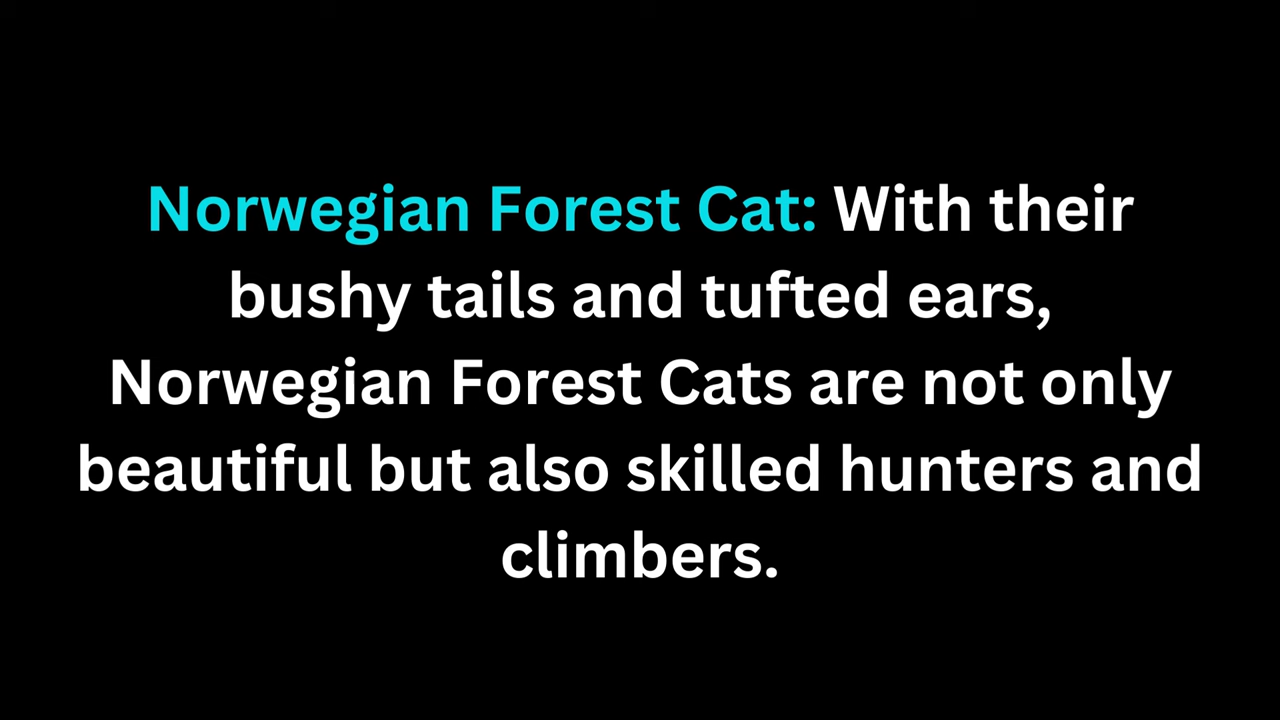 Norwegian Forest Cat: With their
bushy tails and tufted ears,
Norwegian Forest Cats are not only
beautiful but also skilled hunters and
climbers.